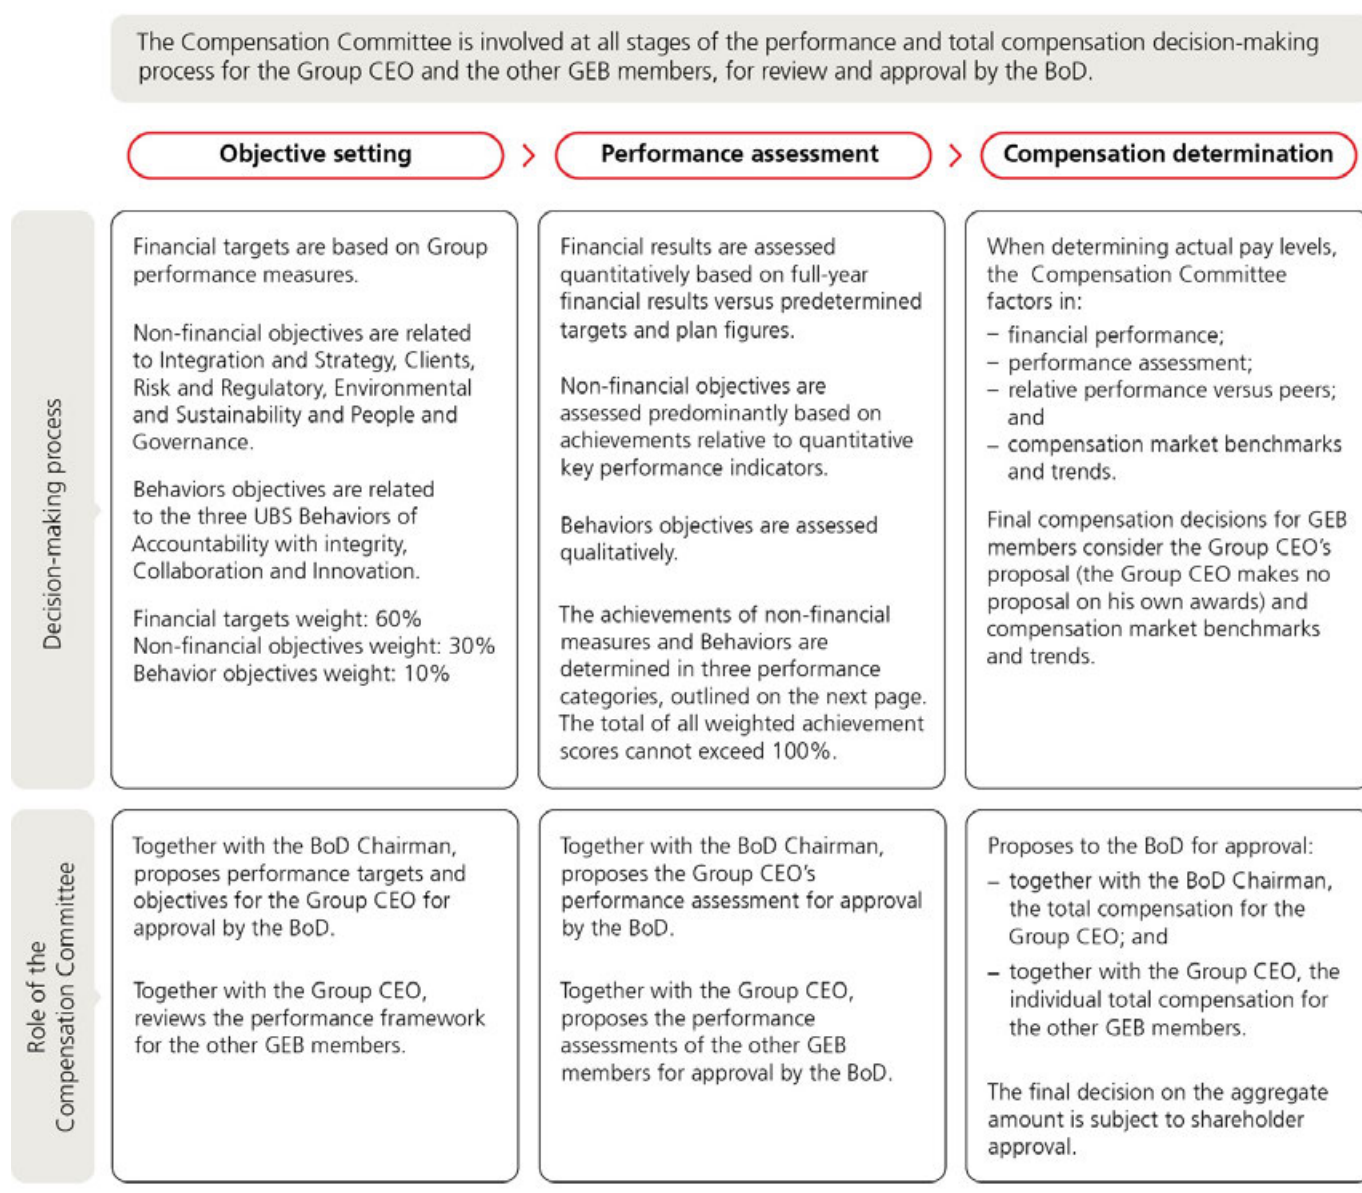 The Compensation Committee is involved at all stages of the performance and total compensation decision-making
process for the Group CEO and the other GEB members, for review and approval by the BoD.
Objective setting
Performance assessment
Compensation determination
Decision-making process
Financial targets are based on Group
performance measures.
Non-financial objectives are related
to Integration and Strategy, Clients,
Risk and Regulatory, Environmental
and Sustainability and People and
Governance.
Behaviors objectives are related
to the three UBS Behaviors of
Accountability with integrity,
Collaboration and Innovation.
Financial targets weight: 60%
Non-financial objectives weight: 30%
Behavior objectives weight: 10%
Financial results are assessed
quantitatively based on full-year
financial results versus predetermined
targets and plan figures.
Non-financial objectives are
assessed predominantly based on
achievements relative to quantitative
key performance indicators.
Behaviors objectives are assessed
qualitatively.
The achievements of non-financial
measures and Behaviors are
determined in three performance
categories, outlined on the next page.
The total of all weighted achievement
scores cannot exceed 100%.
When determining actual pay levels,
the Compensation Committee
factors in:
– financial performance;
– performance assessment;
– relative performance versus peers;
and
– compensation market benchmarks
and trends.
Final compensation decisions for GEB
members consider the Group CEO's
proposal (the Group CEO makes no
proposal on his own awards) and
compensation market benchmarks
and trends.
Role of the
Compensation Committee
Together with the BoD Chairman,
proposes performance targets and
objectives for the Group CEO for
approval by the BoD.
Together with the Group CEO,
reviews the performance framework
for the other GEB members.
Together with the BoD Chairman,
proposes the Group CEO's
performance assessment for approval
by the BoD.
Together with the Group CEO,
proposes the performance
assessments of the other GEB
members for approval by the BoD.
Proposes to the BoD for approval:
– together with the BoD Chairman,
the total compensation for the
Group CEO; and
– together with the Group CEO, the
individual total compensation for
the other GEB members.
The final decision on the aggregate
amount is subject to shareholder
approval.